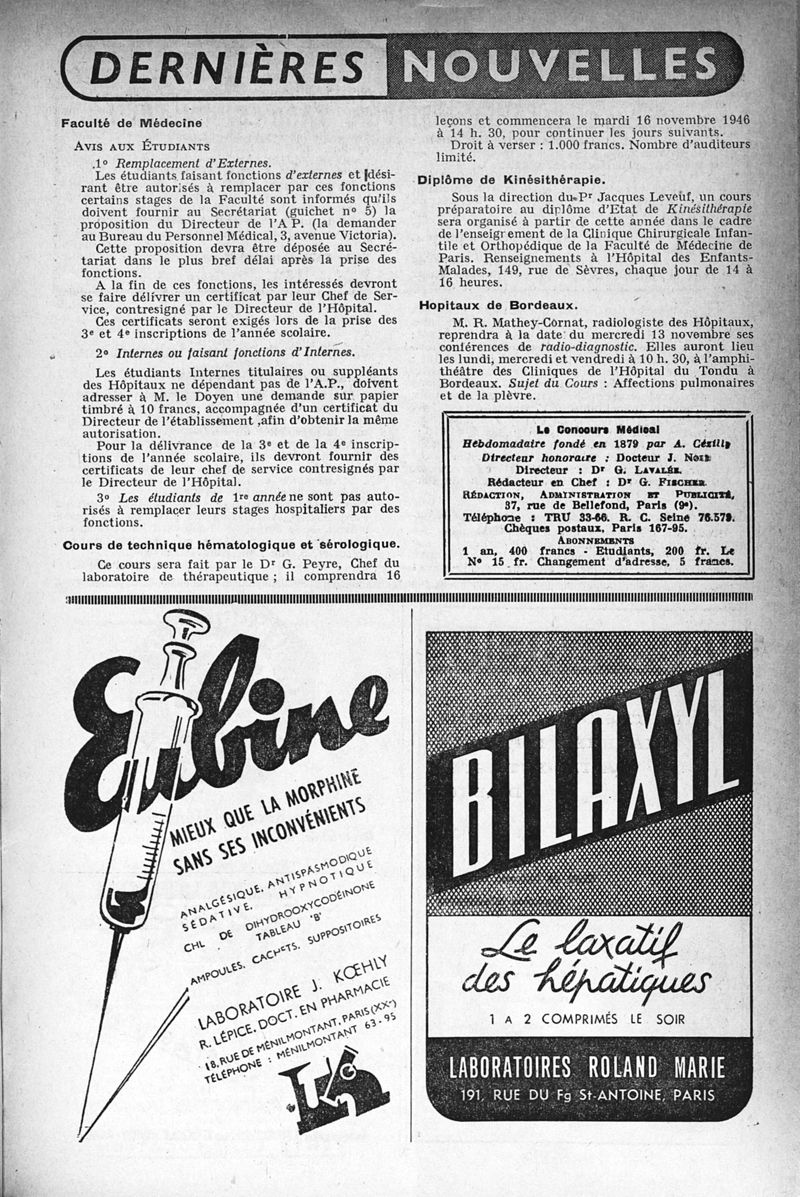 DERNIÈRES NOUVELLES
Faculté de Médecine
Avis aux Étudiants
1º Remplacement d'Externes.
Les étudiants faisant fonctions d'externes et dési-
rant être autorisés à remplacer par ces fonctions
certains stages de la Faculté sont informés qu'ils
doivent fournir au Secrétariat (guichet nº 5) la
proposition du Directeur de l'A P. (la demander
au Bureau du Personnel Médical, 3, avenue Victoria).
Cette proposition devra être déposée au Secré-
tariat dans le plus bref délai après la prise des
fonctions.
A la fin de ces fonctions, les intéressés devront
se faire délivrer un certificat par leur Chef de Ser-
vice, contresigné par le Directeur de l'Hôpital.
Ces certificats seront exigés lors de la prise des
3e et 4e inscriptions de l'année scolaire.
2º Internes ou faisant fonctions d'Internes.
Les étudiants Internes titulaires ou suppléants
des Hôpitaux ne dépendant pas de l'A.P., doivent
adresser à M. le Doyen une demande sur papier
timbré à 10 francs, accompagnée d'un certificat du
Directeur de l'établissement ,afin d'obtenir la même
autorisation.
Pour la délivrance de la 3e et de la 4e inscrip-
tions de l'année scolaire, ils devront fournir des
certificats de leur chef de service contresignés par
le Directeur de l'Hôpital.
3º Les étudiants de 1re année ne sont pas auto-
risés à remplacer leurs stages hospitaliers par des
fonctions.
Cours de technique hématologique et sérologique.
Ce cours sera fait par le Dr G. Peyre, Chef du
laboratoire de thérapeutique ; il comprendra 16
leçons et commencera le mardi 16 novembre 1946
à 14 h. 30, pour continuer les jours suivants.
Droit à verser : 1.000 francs. Nombre d'auditeurs
limité.
Diplôme de Kinésithérapie.
Sous la direction du Pr Jacques Leveuf, un cours
préparatoire au diplôme d'Etat de Kinésithérapie
sera organisé à partir de cette année dans le cadre
de l'enseignement de la Clinique Chirurgicale Infan-
tile et Orthopédique de la Faculté de Médecine de
Paris. Renseignements à l'Hôpital des Enfants-
Malades, 149, rue de Sèvres, chaque jour de 14 à
16 heures.
Hopitaux de Bordeaux.
M. R. Mathey-Cornat, radiologiste des Hôpitaux,
reprendra à la date du mercredi 13 novembre ses
conférences de radio-diagnostic. Elles auront lieu
les lundi, mercredi et vendredi à 10 h. 30, à l'amphi-
théâtre des Cliniques de l'Hôpital du Tondu à
Bordeaux. Sujet du Cours : Affections pulmonaires
et de la plèvre.
Le Concours Médical
Hebdomadaire fondé en 1879 par A. Cézilly
Directeur honoraire : Docteur J. Noir
Directeur : Dr G. Lavalée.
Rédacteur en Chef : Dr G. Fischer.
Rédaction, Administration et Publicité,
37, rue de Bellefond, Paris (9e).
Téléphone : TRU 33-66. R. C. Seine 76.579.
Chèques postaux, Paris 167-95.
Abonnements
1 an, 400 francs - Etudiants, 200 fr. Le
Nº 15 fr. Changement d'adresse, 5 francs.
Eubine
MIEUX QUE LA MORPHINE
SANS SES INCONVÉNIENTS
ANALGÉSIQUE, ANTISPASMODIQUE
SÉDATIVE, HYPNOTIQUE
CHL DE DIHYDROOXYCODÉINONE
TABLEAU 'B'
AMPOULES, CACHETS, SUPPOSITOIRES
LABORATOIRE J. KŒHLY
R. LÉPICE, DOCT. EN PHARMACIE
18, RUE DE MÉNILMONTANT, PARIS (XXe)
TÉLÉPHONE : MÉNILMONTANT 63-95
BILAXYL
Le laxatif
des hépatiques
1 A 2 COMPRIMÉS LE SOIR
LABORATOIRES ROLAND MARIE
191, RUE DU Fg St-ANTOINE, PARIS